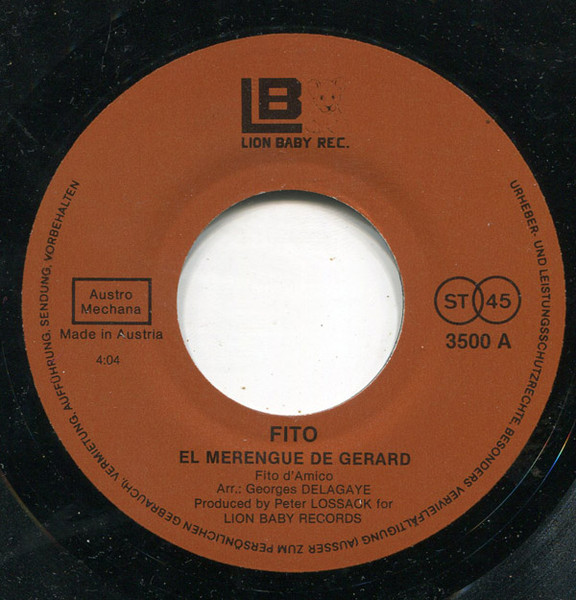 LB
LION BABY REC.
URHEBER- UND LEISTUNGSSCHUTZRECHTE, BESONDERS VERVIELFÄLTIGUNG (AUSSER ZUM PERSÖNLICHEN GEBRAUCH), VERMIETUNG, AUFFÜHRUNG, SENDUNG, VORBEHALTEN
Austro
Mechana
Made in Austria
4:04
ST 45
3500 A
FITO
EL MERENGUE DE GERARD
Fito d'Amico
Arr.: Georges DELAGAYE
Produced by Peter LOSSACK for
LION BABY RECORDS